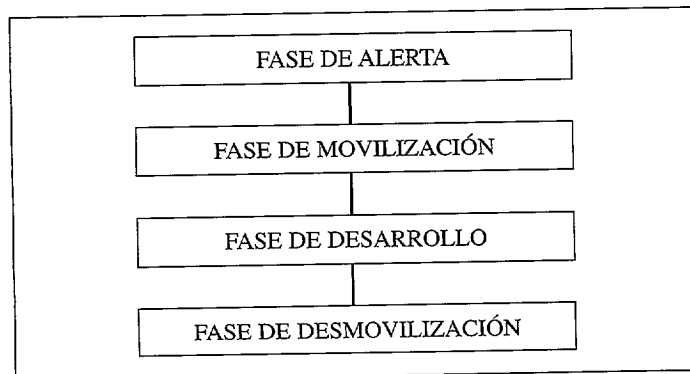 FASE DE ALERTA
FASE DE MOVILIZACIÓN
FASE DE DESARROLLO
FASE DE DESMOVILIZACIÓN